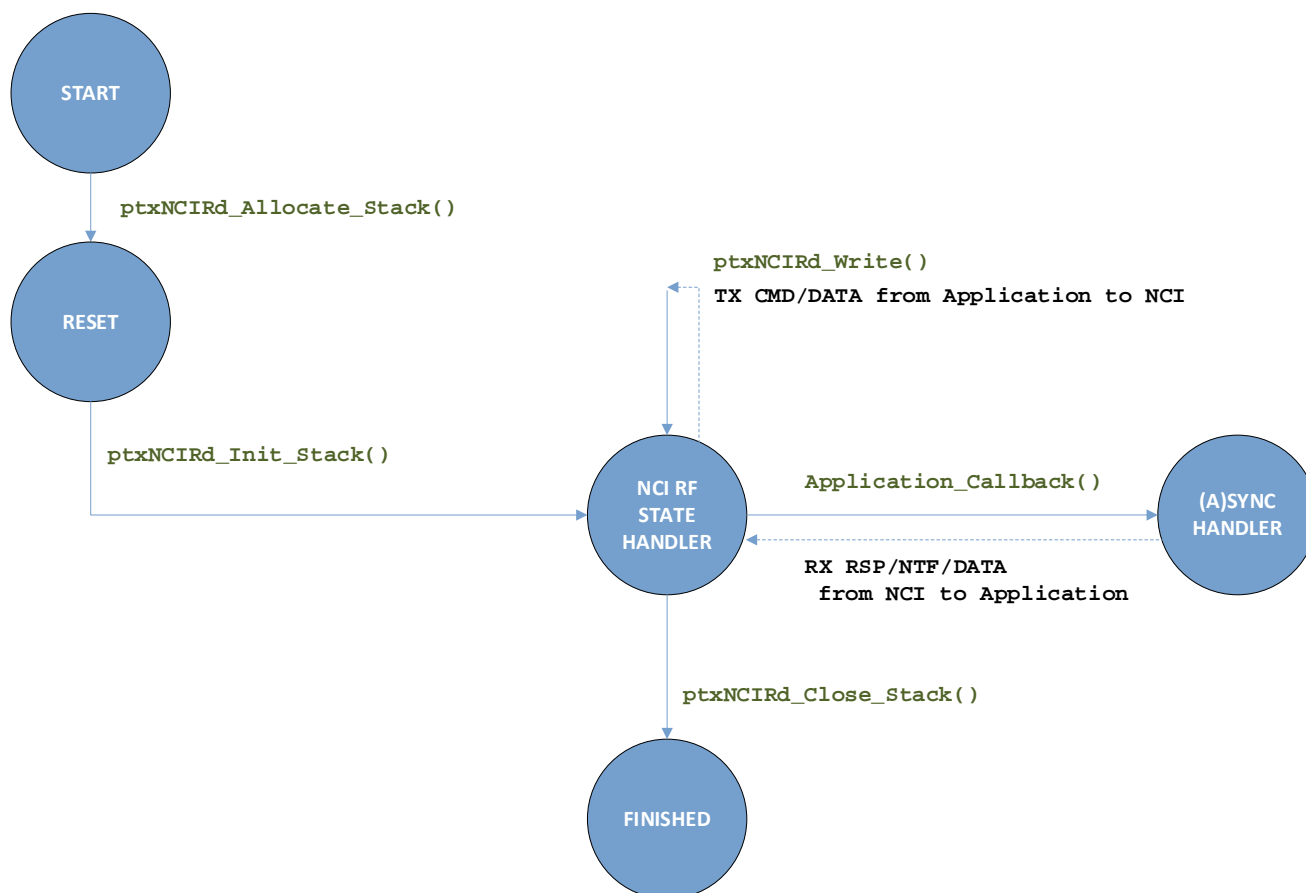 START
ptxNCIRd_Allocate_Stack()
ptxNCIRd_Write()
TX CMD/DATA from Application to NCI
RESET
ptxNCIRd_Init_Stack()
NCI RF
STATE
HANDLER
Application_Callback()
(A)SYNC
HANDLER
RX RSP/NTF/DATA
from NCI to Application
ptxNCIRd_Close_Stack()
FINISHED